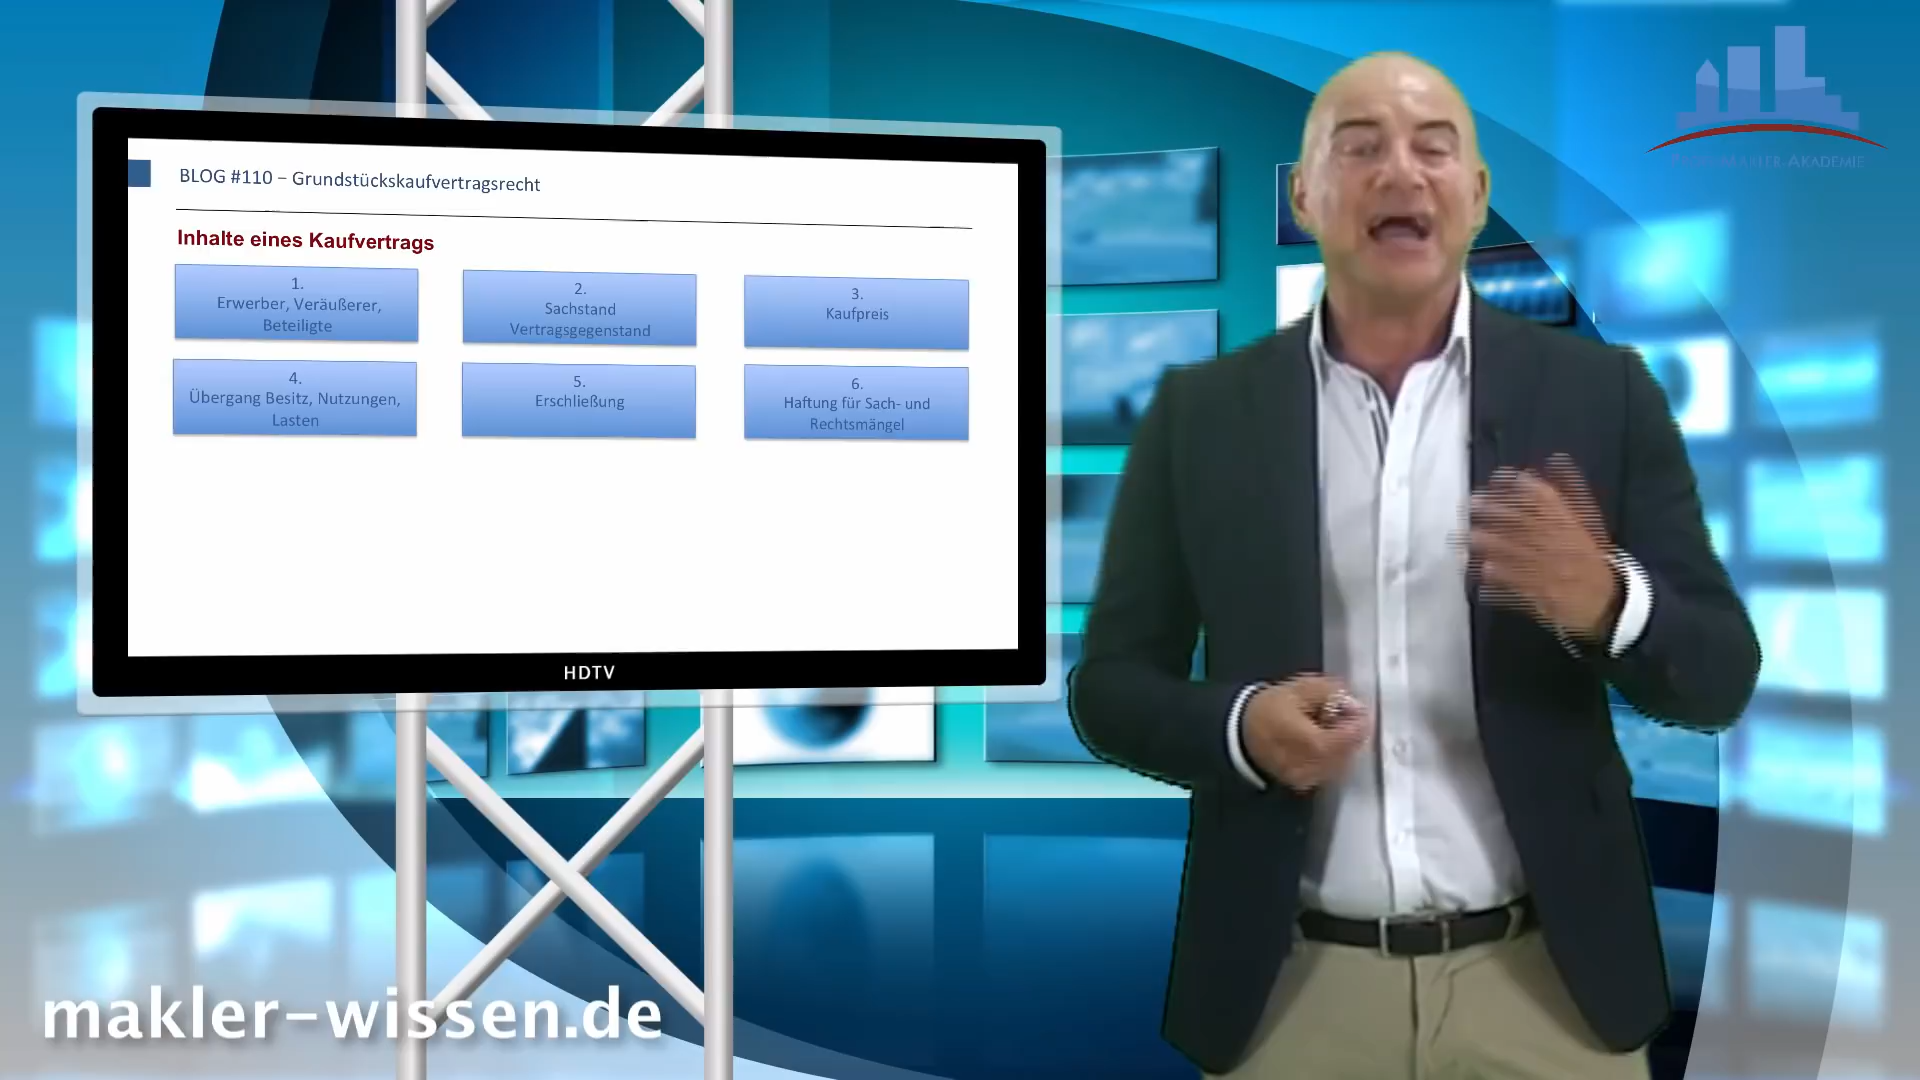 BLOG #110 – Grundstückskaufvertragsrecht
Inhalte eines Kaufvertrags
1.
Erwerber, Veräußerer,
Beteiligte
2.
Sachstand
Vertragsgegenstand
3.
Kaufpreis
4.
Übergang Besitz, Nutzungen,
Lasten
5.
Erschließung
6.
Haftung für Sach- und
Rechtsmängel
HDTV
makler-wissen.de